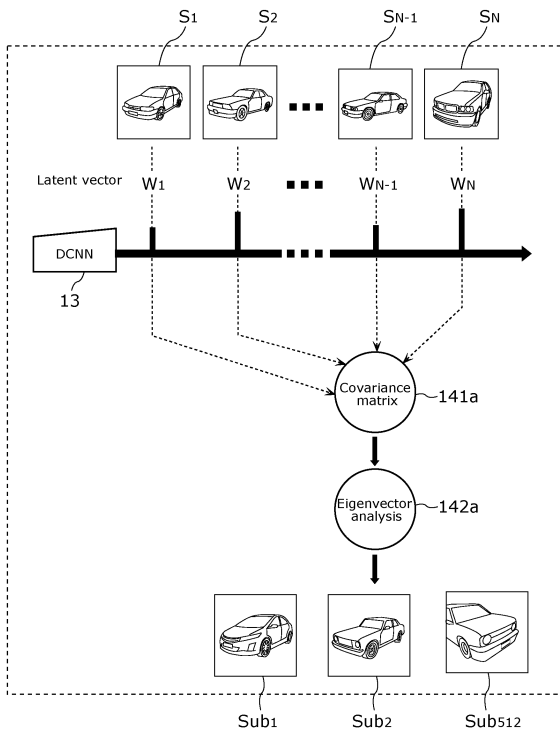 S1 S2 SN-1 SN
Latent vector W1 W2 WN-1 WN
DCNN
13
Covariance
matrix
141a
Eigenvector
analysis
142a
Sub1 Sub2 Sub512